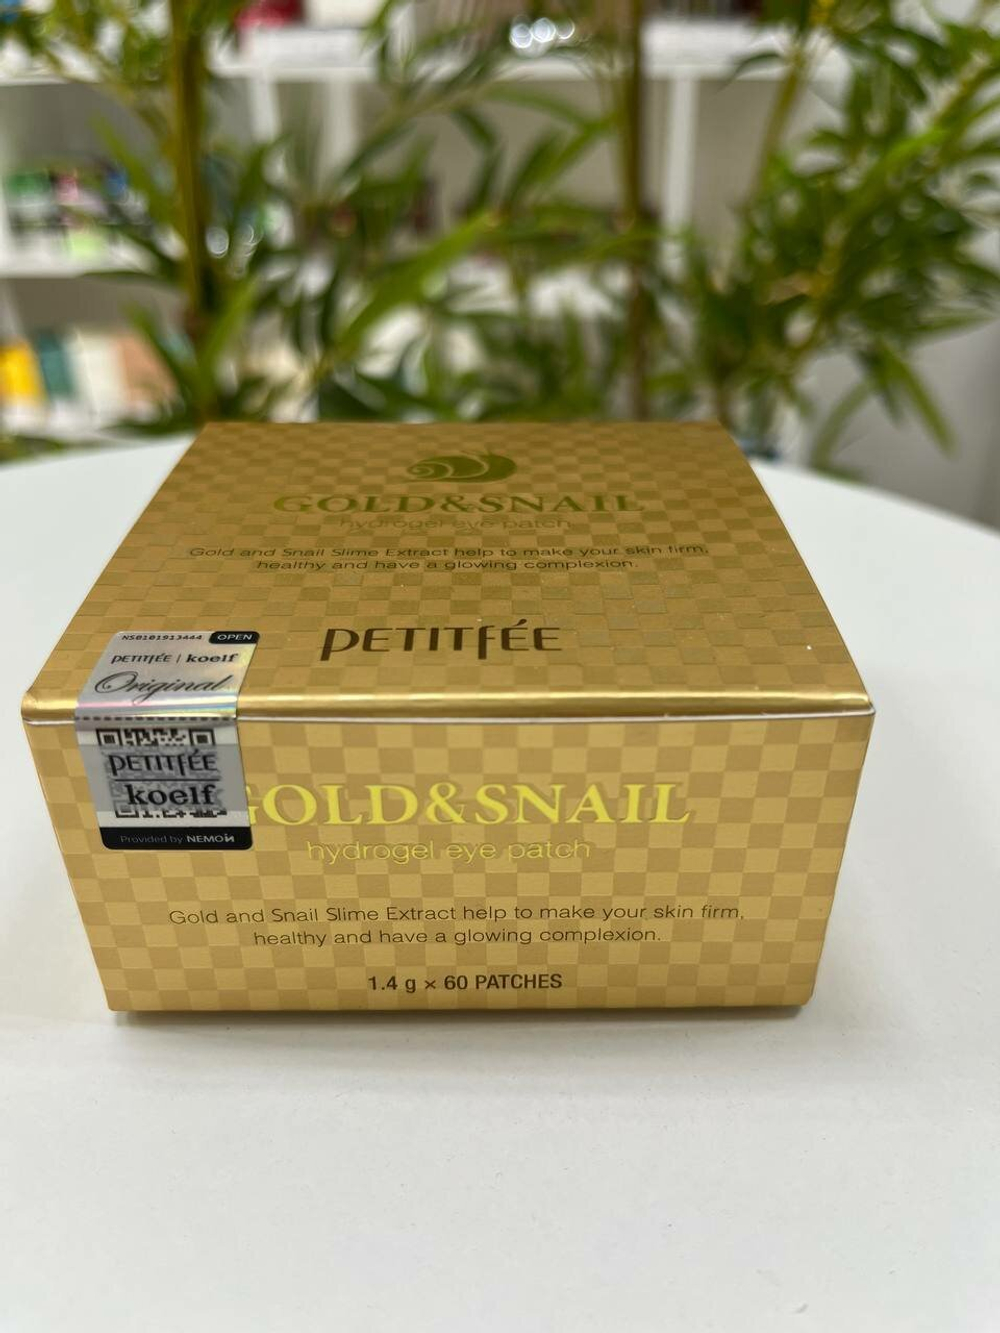 GOLD&SNAIL
hydrogel eye patch
Gold and Snail Slime Extract help to make your skin firm,
healthy and have a glowing complexion.
PETITFÉE
NS0101913444 OPEN
PETITFÉE | koelf
Original
PETITFÉE
koelf
Provided by NEMOИ
GOLD&SNAIL
hydrogel eye patch
Gold and Snail Slime Extract help to make your skin firm,
healthy and have a glowing complexion.
1.4 g × 60 PATCHES